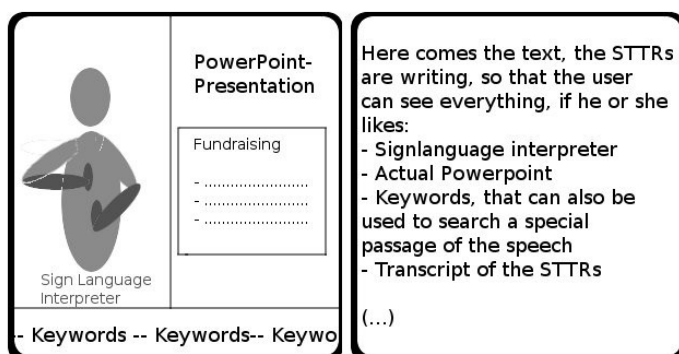 PowerPoint-
Presentation
Fundraising
- ........................
- ........................
- ........................
-
Sign Language
Interpreter
-- Keywords -- Keywords-- Keywo
Here comes the text, the STTRs
are writing, so that the user
can see everything, if he or she
likes:
- Signlanguage interpreter
- Actual Powerpoint
- Keywords, that can also be
used to search a special
passage of the speech
- Transcript of the STTRs
(...)